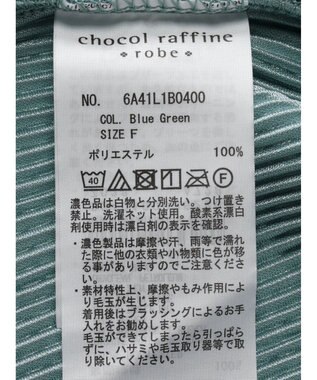 chocol raffine
robe
NO. 6A41L1B0400
COL. Blue Green
SIZE F
ポリエステル 100%
40 F
濃色品は白物と分別洗い。つけ置き
禁止。洗濯ネット使用。酸素系漂白
剤使用時は漂白剤の表示を確認。
・濃色製品は摩擦や汗、雨等で濡れ
た際に他の衣類や小物類に色が移
る事がありますのでご注意くださ
い。
・素材特性上、摩擦やもみ作用によ
り毛玉が生じます。
着用後はブラッシングによるお手
入れをお勧めします。
毛玉ができてしまったら引っぱら
ずに、ハサミや毛玉取り器等で取
り除いてください。